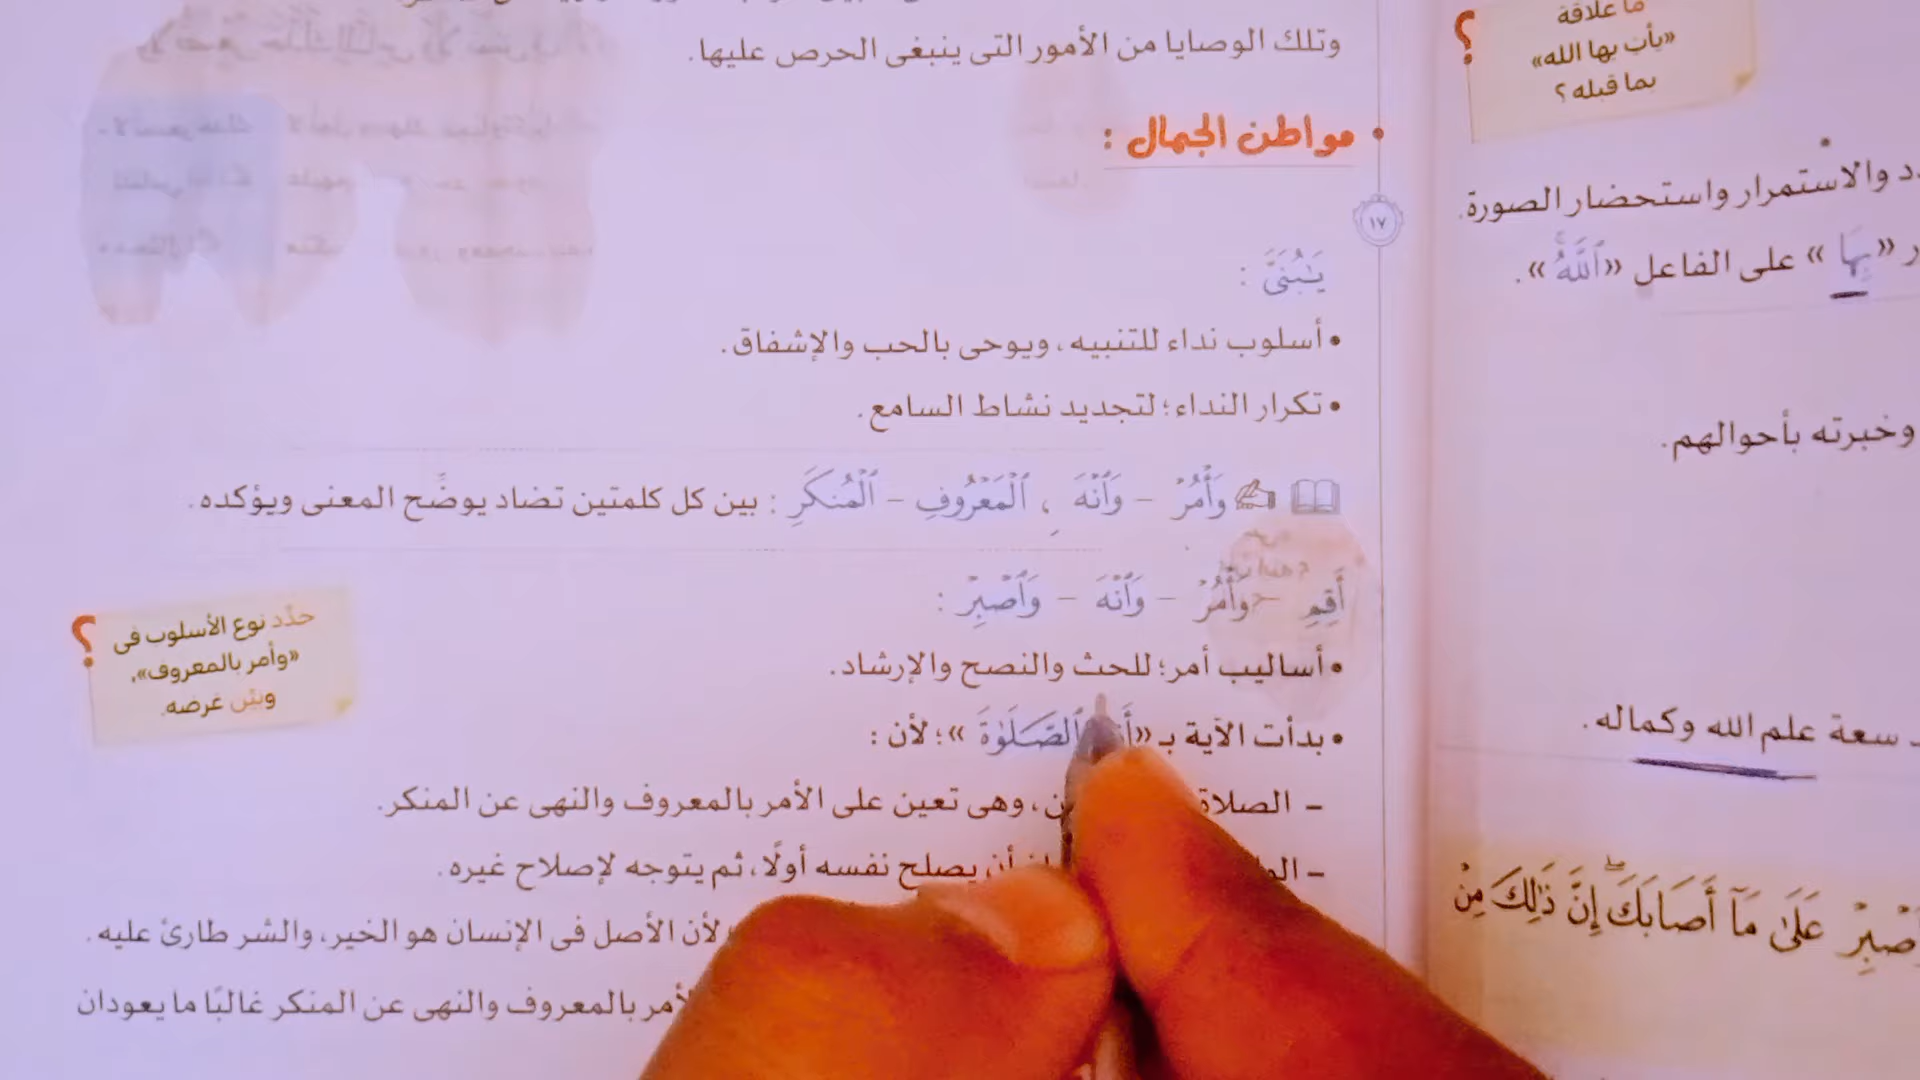 ما علاقة
«يأت بها الله»
بما قبله ؟
د والاستمرار واستحضار الصورة.
ر «بِهَا» على الفاعل «ٱللَّهُ».
وخبرته بأحوالهم.
سعة علم الله وكماله.
وَٱصۡبِرۡ عَلَىٰ مَآ أَصَابَكَۖ إِنَّ ذَٰلِكَ مِنۡ
وتلك الوصايا من الأمور التى ينبغى الحرص عليها.
• مواطن الجمال :
١٧
يَـٰبُنَىَّ :
• أسلوب نداء للتنبيه، ويوحى بالحب والإشفاق.
• تكرار النداء؛ لتجديد نشاط السامع.
وَأۡمُرۡ – وَٱنۡهَ ، ٱلۡمَعۡرُوفِ – ٱلۡمُنكَرِ : بين كل كلمتين تضاد يوضِّح المعنى ويؤكده.
أَقِمِ – وَأۡمُرۡ – وَٱنۡهَ – وَٱصۡبِرۡ :
• أساليب أمر؛ للحث والنصح والإرشاد.
• بدأت الآية بـ «ٱلصَّلَوٰةَ»؛ لأن :
– الصلاة ، وهى تعين على الأمر بالمعروف والنهى عن المنكر.
– أن يصلح نفسه أولًا، ثم يتوجه لإصلاح غيره.
لأن الأصل فى الإنسان هو الخير، والشر طارئ عليه.
بالمعروف والنهى عن المنكر غالبًا ما يعودان
حدِّد نوع الأسلوب فى
«وأمر بالمعروف»،
وبيِّن غرضه.